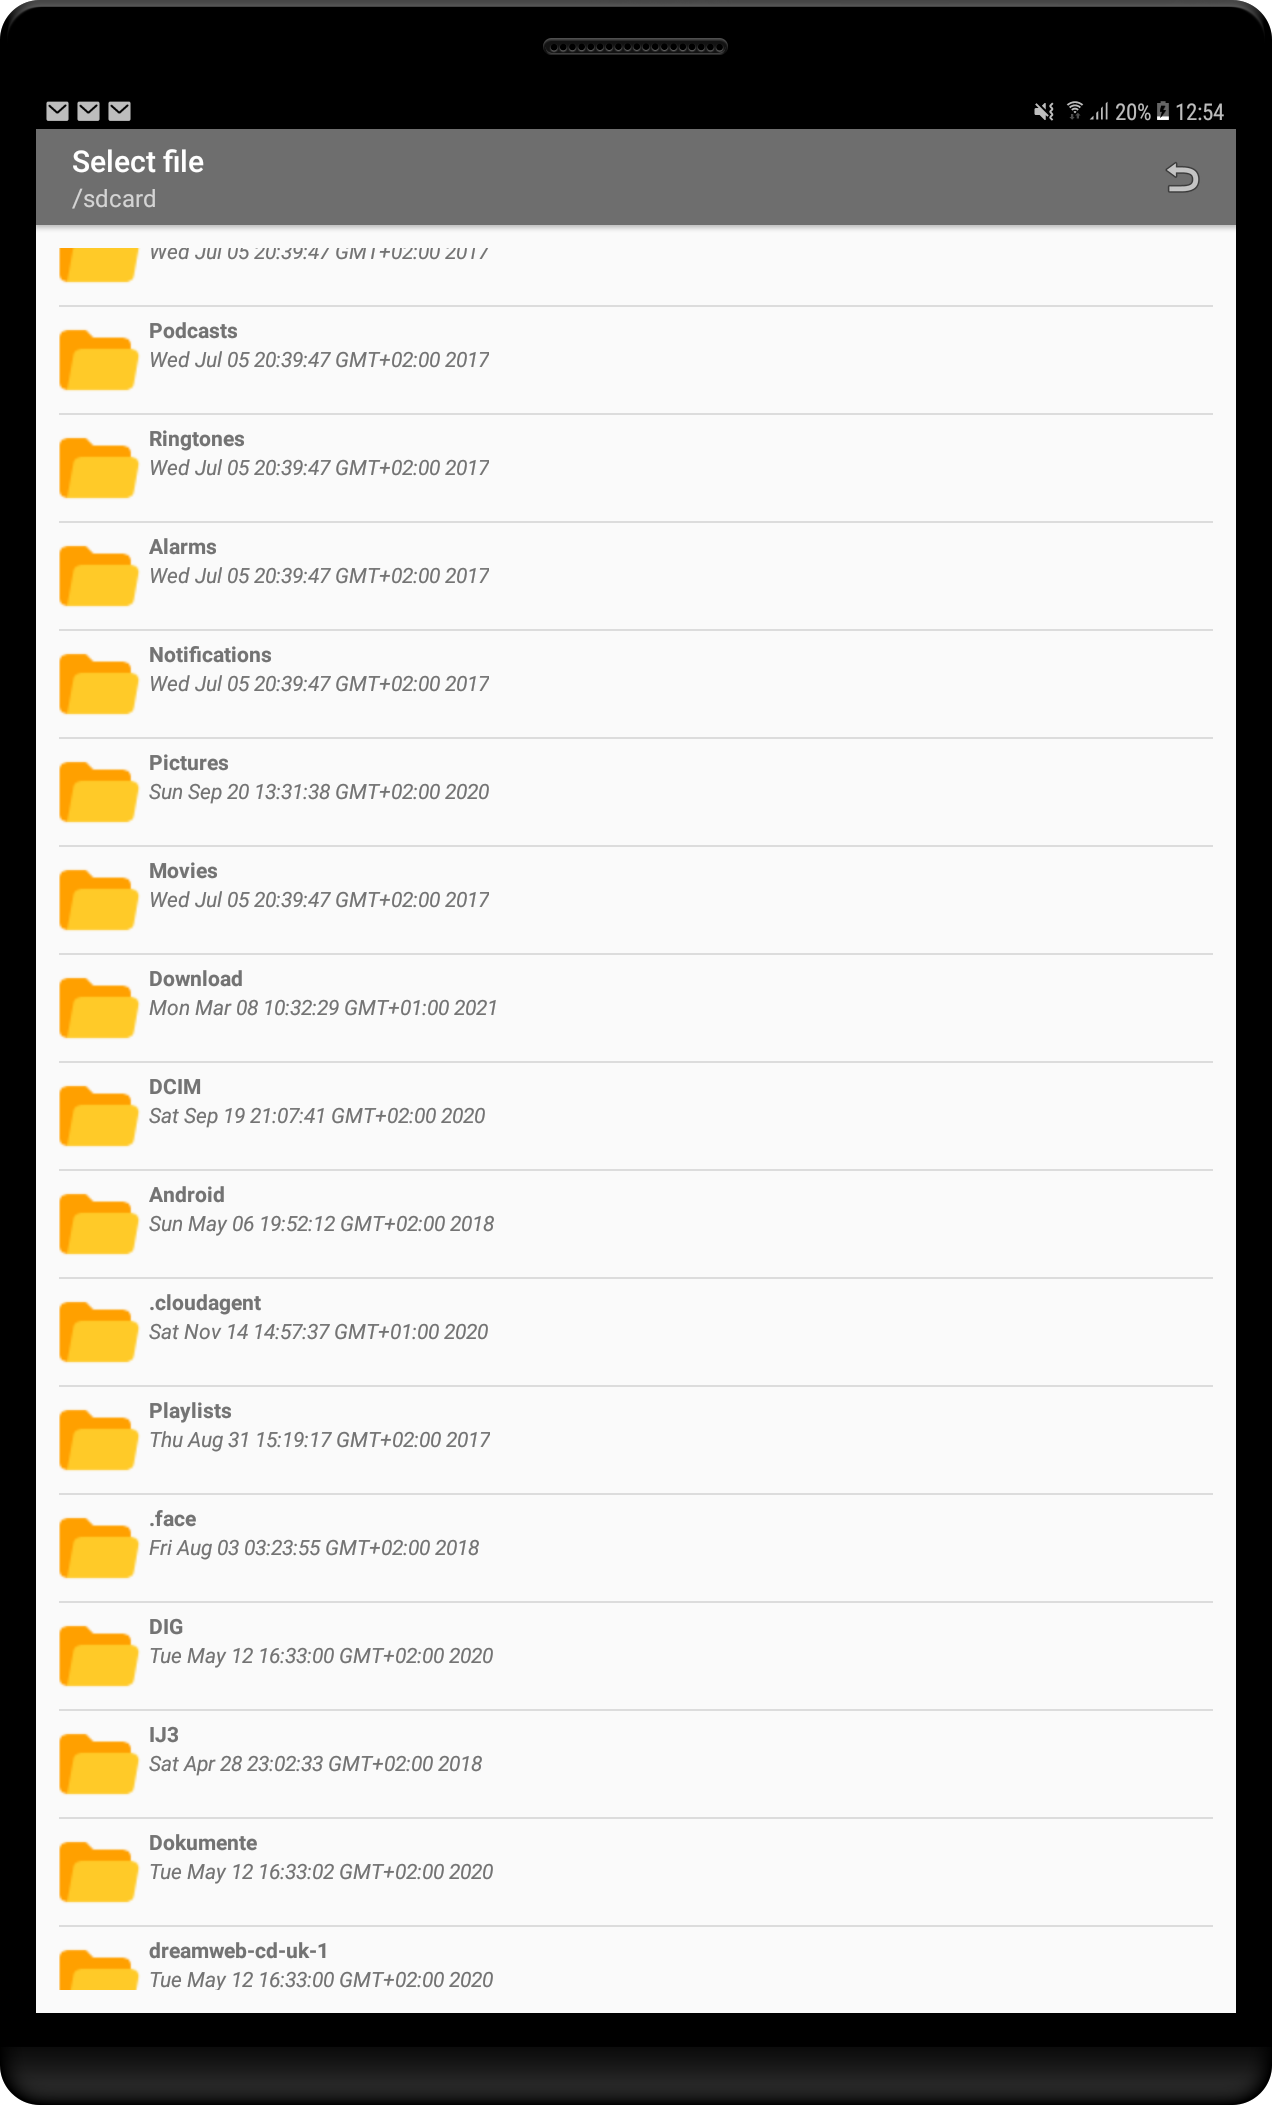 20% 12:54
Select file
/sdcard
Wed Jul 05 20:39:47 GMT+02:00 2017
Podcasts
Wed Jul 05 20:39:47 GMT+02:00 2017
Ringtones
Wed Jul 05 20:39:47 GMT+02:00 2017
Alarms
Wed Jul 05 20:39:47 GMT+02:00 2017
Notifications
Wed Jul 05 20:39:47 GMT+02:00 2017
Pictures
Sun Sep 20 13:31:38 GMT+02:00 2020
Movies
Wed Jul 05 20:39:47 GMT+02:00 2017
Download
Mon Mar 08 10:32:29 GMT+01:00 2021
DCIM
Sat Sep 19 21:07:41 GMT+02:00 2020
Android
Sun May 06 19:52:12 GMT+02:00 2018
.cloudagent
Sat Nov 14 14:57:37 GMT+01:00 2020
Playlists
Thu Aug 31 15:19:17 GMT+02:00 2017
.face
Fri Aug 03 03:23:55 GMT+02:00 2018
DIG
Tue May 12 16:33:00 GMT+02:00 2020
IJ3
Sat Apr 28 23:02:33 GMT+02:00 2018
Dokumente
Tue May 12 16:33:02 GMT+02:00 2020
dreamweb-cd-uk-1
Tue May 12 16:33:00 GMT+02:00 2020